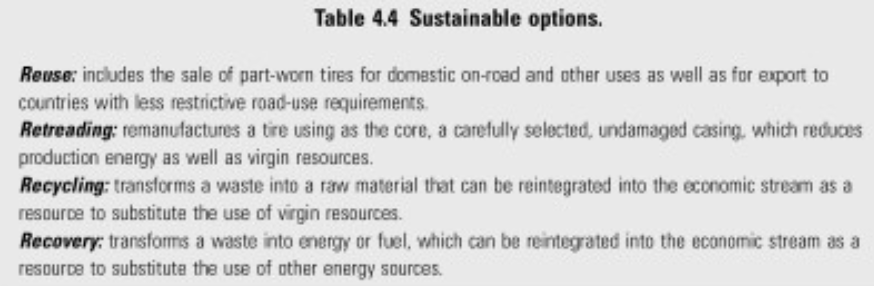 Table 4.4 Sustainable options.
Reuse: includes the sale of part-worn tires for domestic on-road and other uses as well as for export to
countries with less restrictive road-use requirements.
Retreading: remanufactures a tire using as the core, a carefully selected, undamaged casing, which reduces
production energy as well as virgin resources.
Recycling: transforms a waste into a raw material that can be reintegrated into the economic stream as a
resource to substitute the use of virgin resources.
Recovery: transforms a waste into energy or fuel, which can be reintegrated into the economic stream as a
resource to substitute the use of other energy sources.